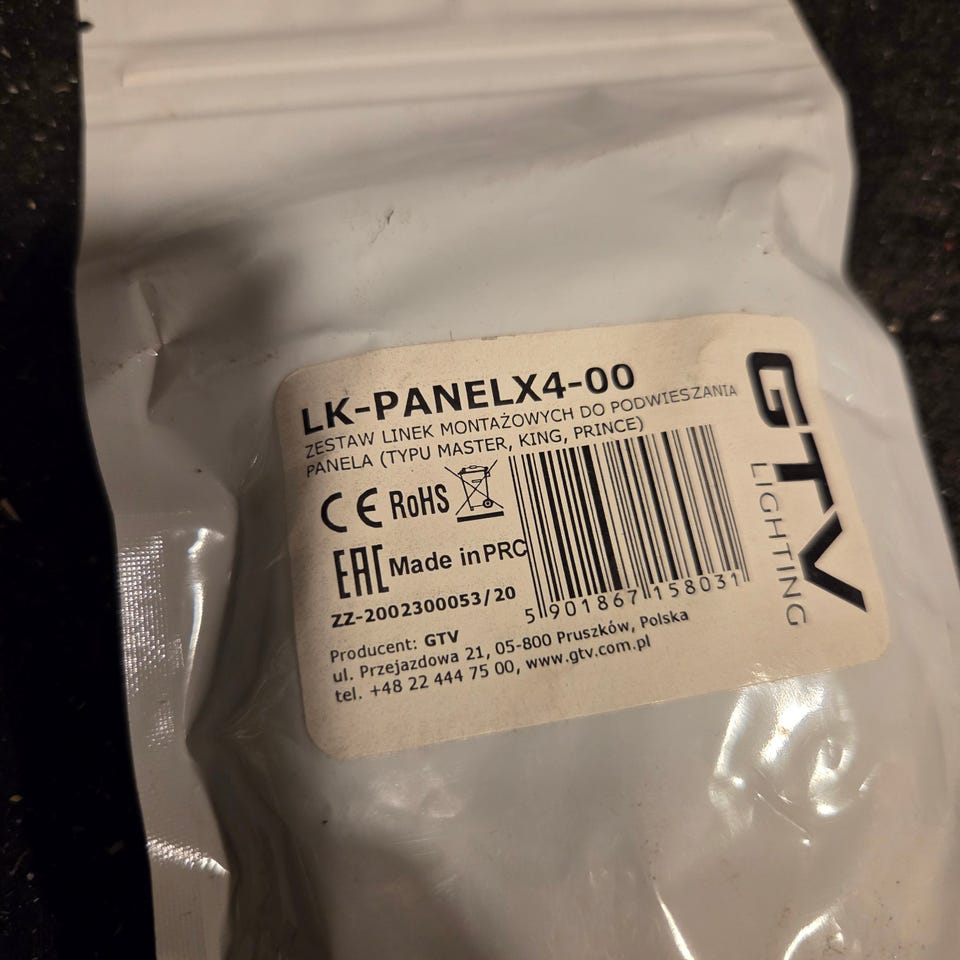 LK-PANELX4-00
ZESTAW LINEK MONTAŻOWYCH DO PODWIESZANIA
PANELA (TYPU MASTER, KING, PRINCE)
CE RoHS
EAC Made in PRC
ZZ-2002300053/20
5 901867 158031
Producent: GTV
ul. Przejazdowa 21, 05-800 Pruszków, Polska
tel. +48 22 444 75 00, www.gtv.com.pl
GTV
LIGHTING